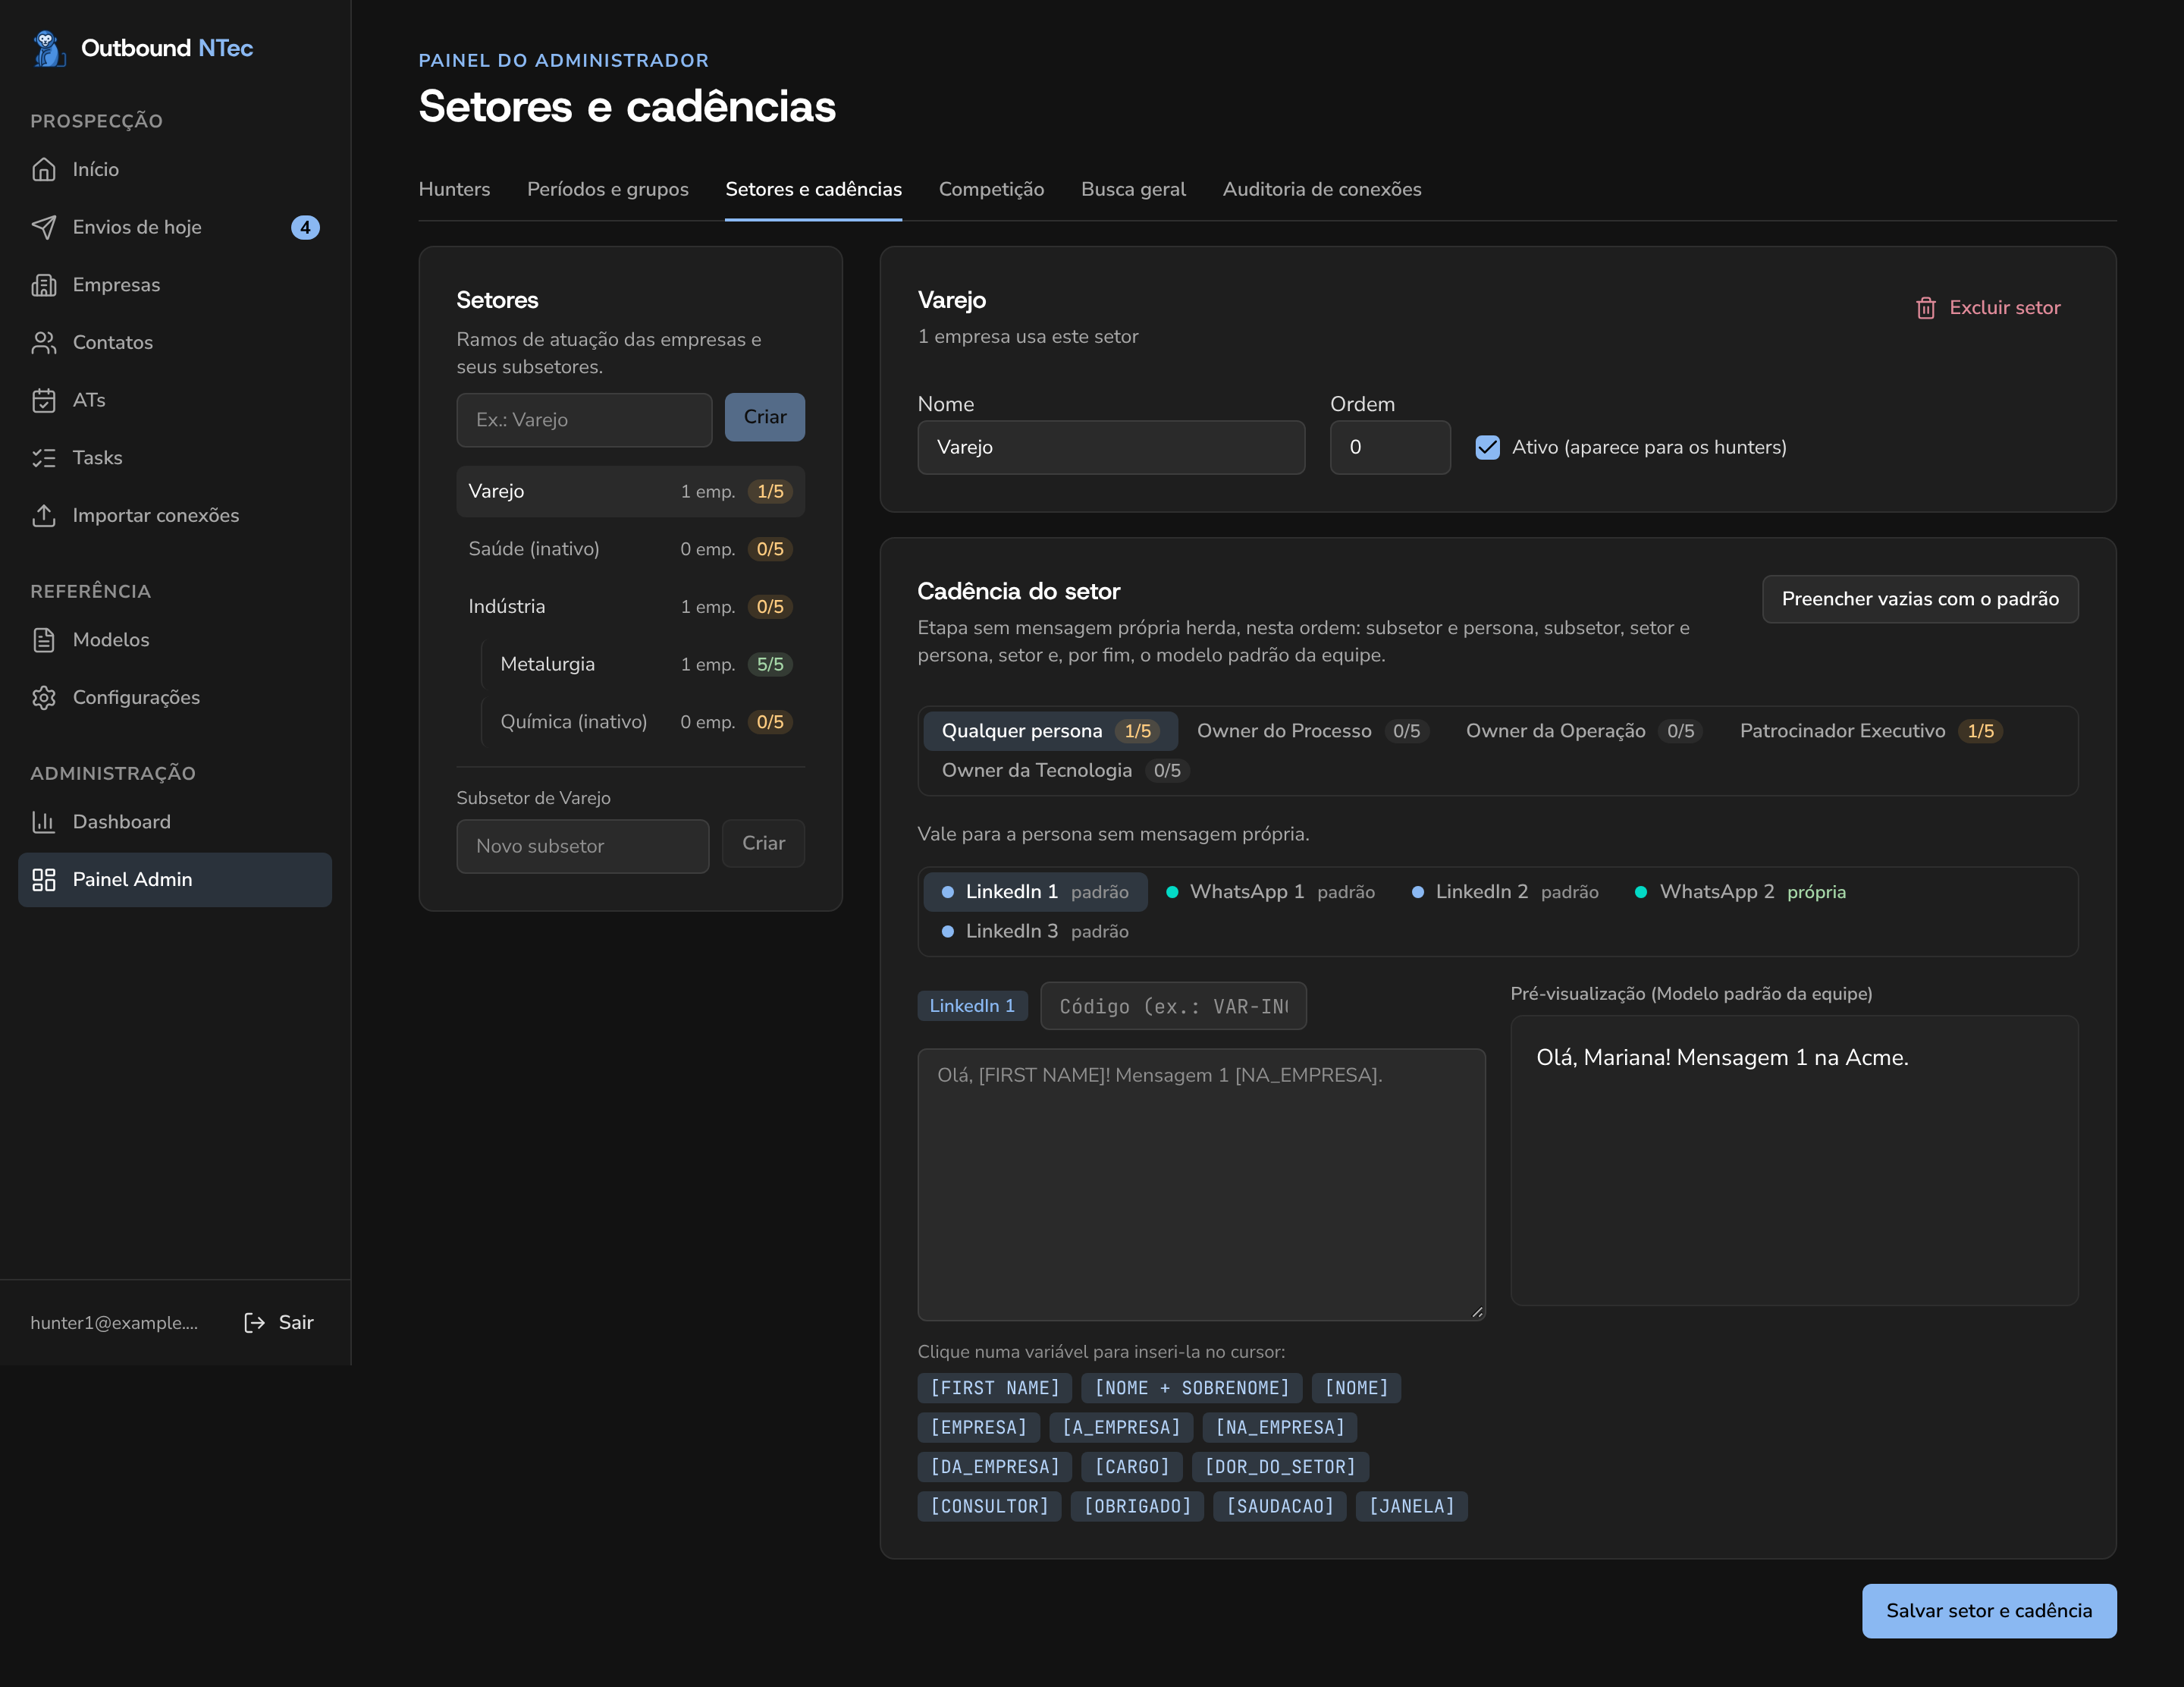 Outbound NTec
PROSPECÇÃO
Início
Envios de hoje 4
Empresas
Contatos
ATs
Tasks
Importar conexões
REFERÊNCIA
Modelos
Configurações
ADMINISTRAÇÃO
Dashboard
Painel Admin
hunter1@example.... Sair
PAINEL DO ADMINISTRADOR
Setores e cadências
Hunters Períodos e grupos Setores e cadências Competição Busca geral Auditoria de conexões
Setores
Ramos de atuação das empresas e
seus subsetores.
Ex.: Varejo Criar
Varejo 1 emp. 1/5
Saúde (inativo) 0 emp. 0/5
Indústria 1 emp. 0/5
Metalurgia 1 emp. 5/5
Química (inativo) 0 emp. 0/5
Subsetor de Varejo
Novo subsetor Criar
Varejo
1 empresa usa este setor
Excluir setor
Nome Ordem
Varejo 0 Ativo (aparece para os hunters)
Cadência do setor
Preencher vazias com o padrão
Etapa sem mensagem própria herda, nesta ordem: subsetor e persona, subsetor, setor e
persona, setor e, por fim, o modelo padrão da equipe.
Qualquer persona 1/5 Owner do Processo 0/5 Owner da Operação 0/5 Patrocinador Executivo 1/5
Owner da Tecnologia 0/5
Vale para a persona sem mensagem própria.
LinkedIn 1 padrão WhatsApp 1 padrão LinkedIn 2 padrão WhatsApp 2 própria
LinkedIn 3 padrão
LinkedIn 1 Código (ex.: VAR-IN
Olá, [FIRST NAME]! Mensagem 1 [NA_EMPRESA].
Pré-visualização (Modelo padrão da equipe)
Olá, Mariana! Mensagem 1 na Acme.
Clique numa variável para inseri-la no cursor:
[FIRST NAME] [NOME + SOBRENOME] [NOME]
[EMPRESA] [A_EMPRESA] [NA_EMPRESA]
[DA_EMPRESA] [CARGO] [DOR_DO_SETOR]
[CONSULTOR] [OBRIGADO] [SAUDACAO] [JANELA]
Salvar setor e cadência